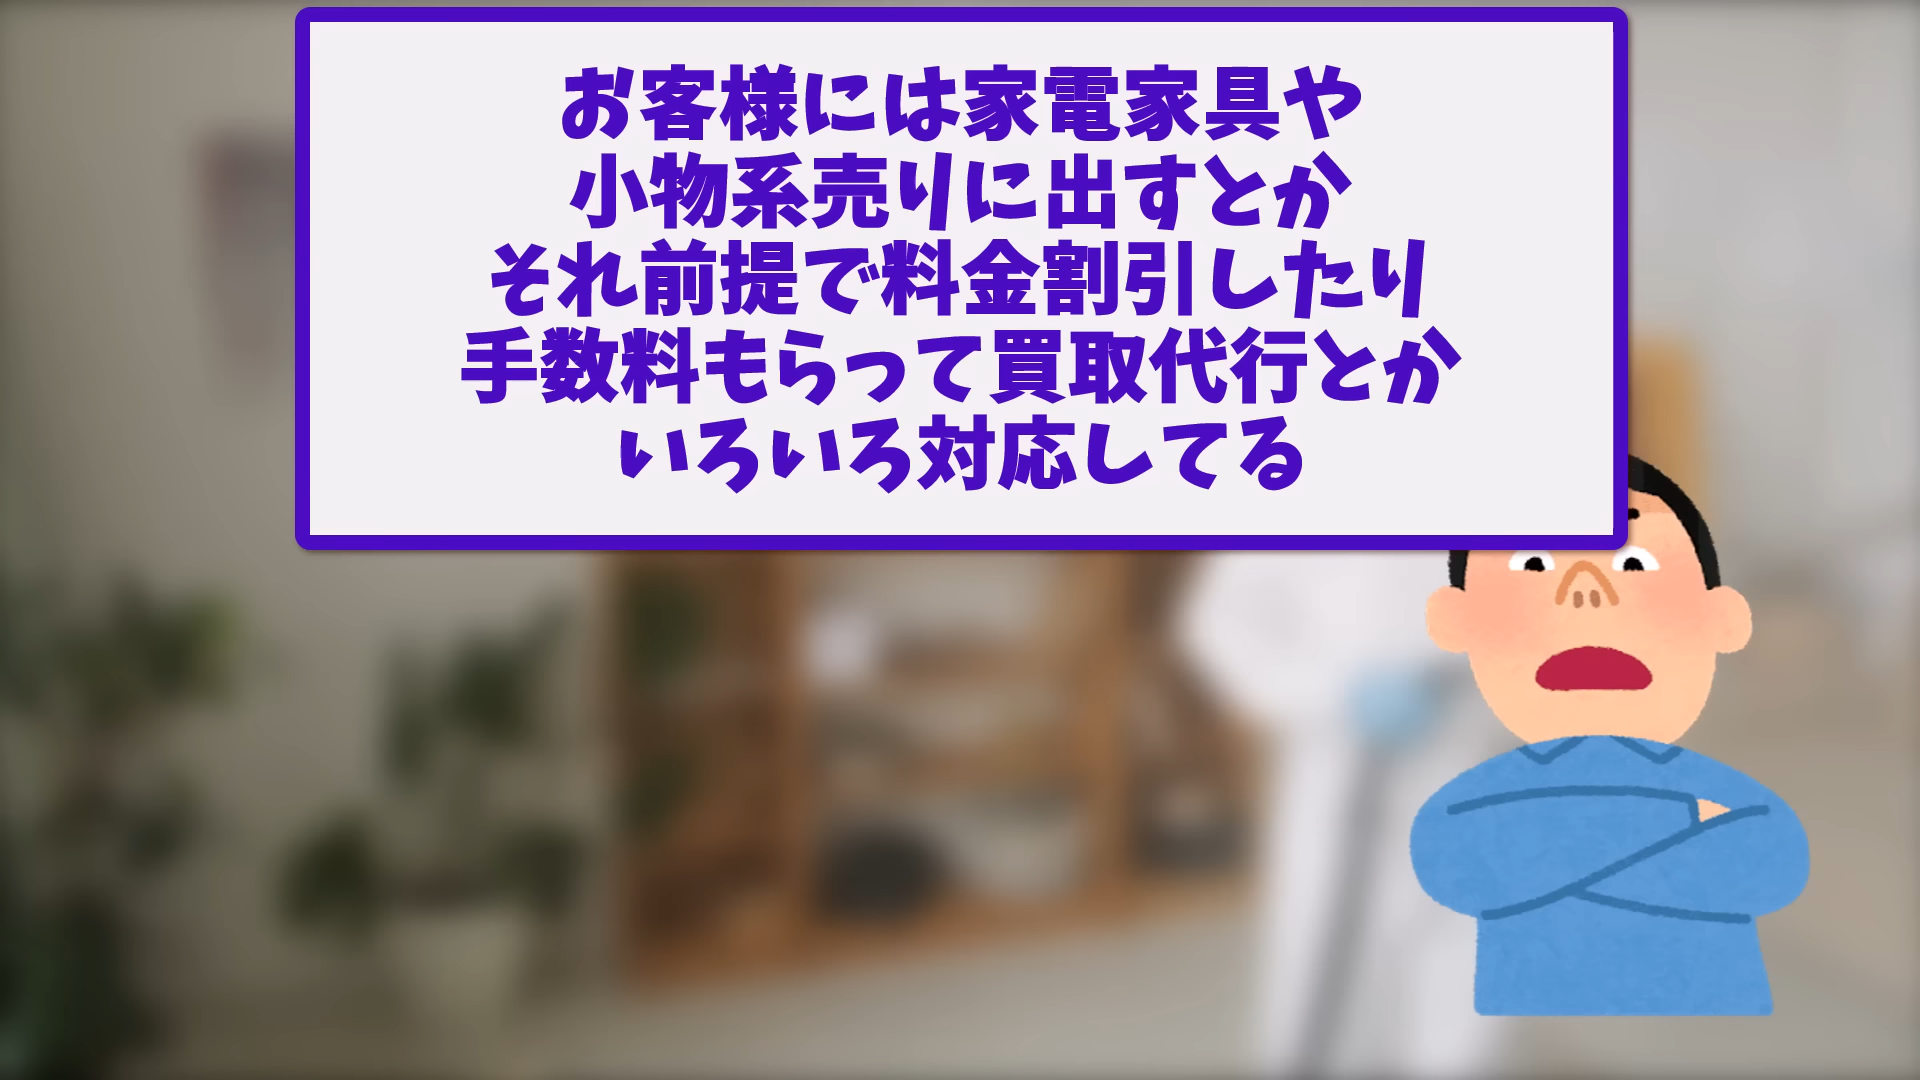 お客様には家電家具や
小物系売りに出すとか
それ前提で料金割引したり
手数料もらって買取代行とか
いろいろ対応してる